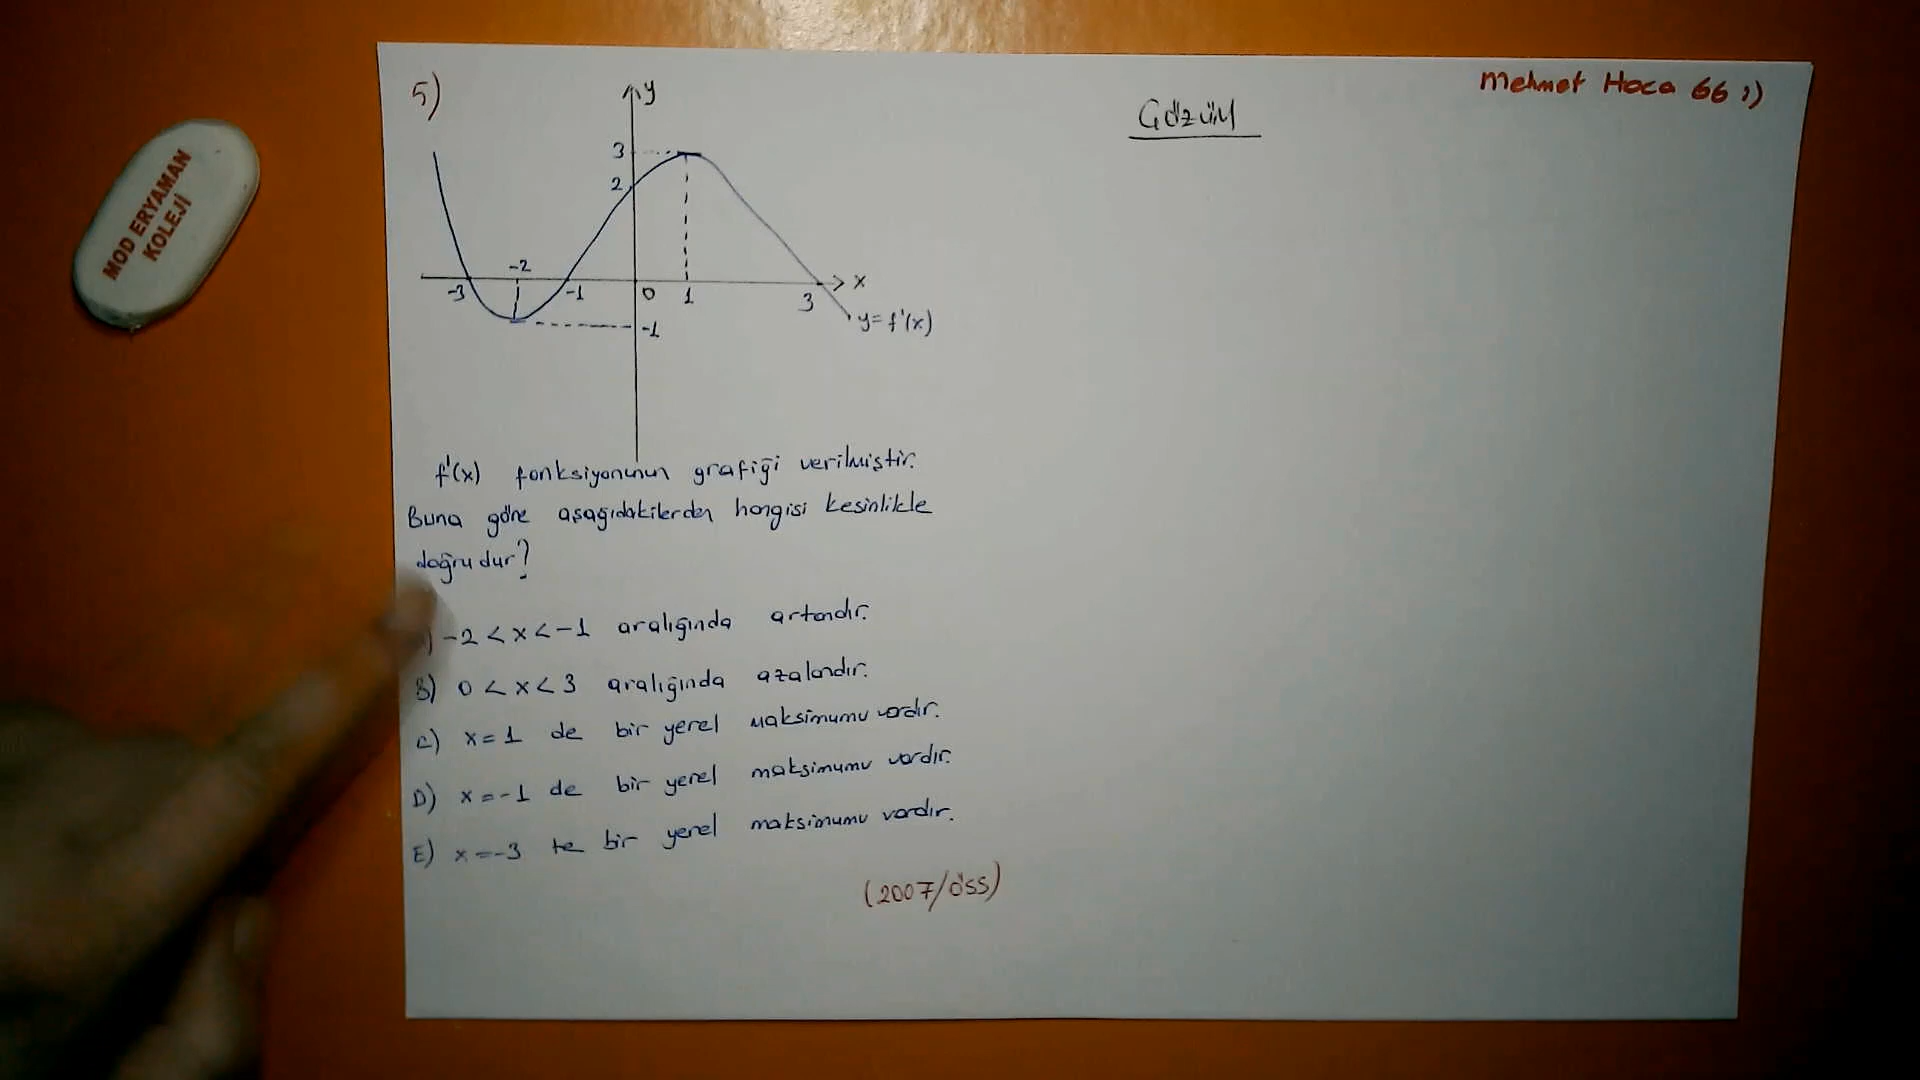 MOD ERYAMAN
KOLEJİ
Mehmet Hoca 66 :)
5)
Çözüm
y
3
2
-2
-3
-1
0
1
3
x
-1
y=f'(x)
f'(x) fonksiyonunun grafiği verilmiştir.
Buna göre aşağıdakilerden hangisi kesinlikle
doğrudur?
) -2 < x < -1 aralığında artandır.
B) 0 < x < 3 aralığında azalandır.
C) x = 1 de bir yerel maksimumu vardır.
D) x = -1 de bir yerel maksimumu vardır.
E) x = -3 te bir yerel maksimumu vardır.
(2007/ÖSS)